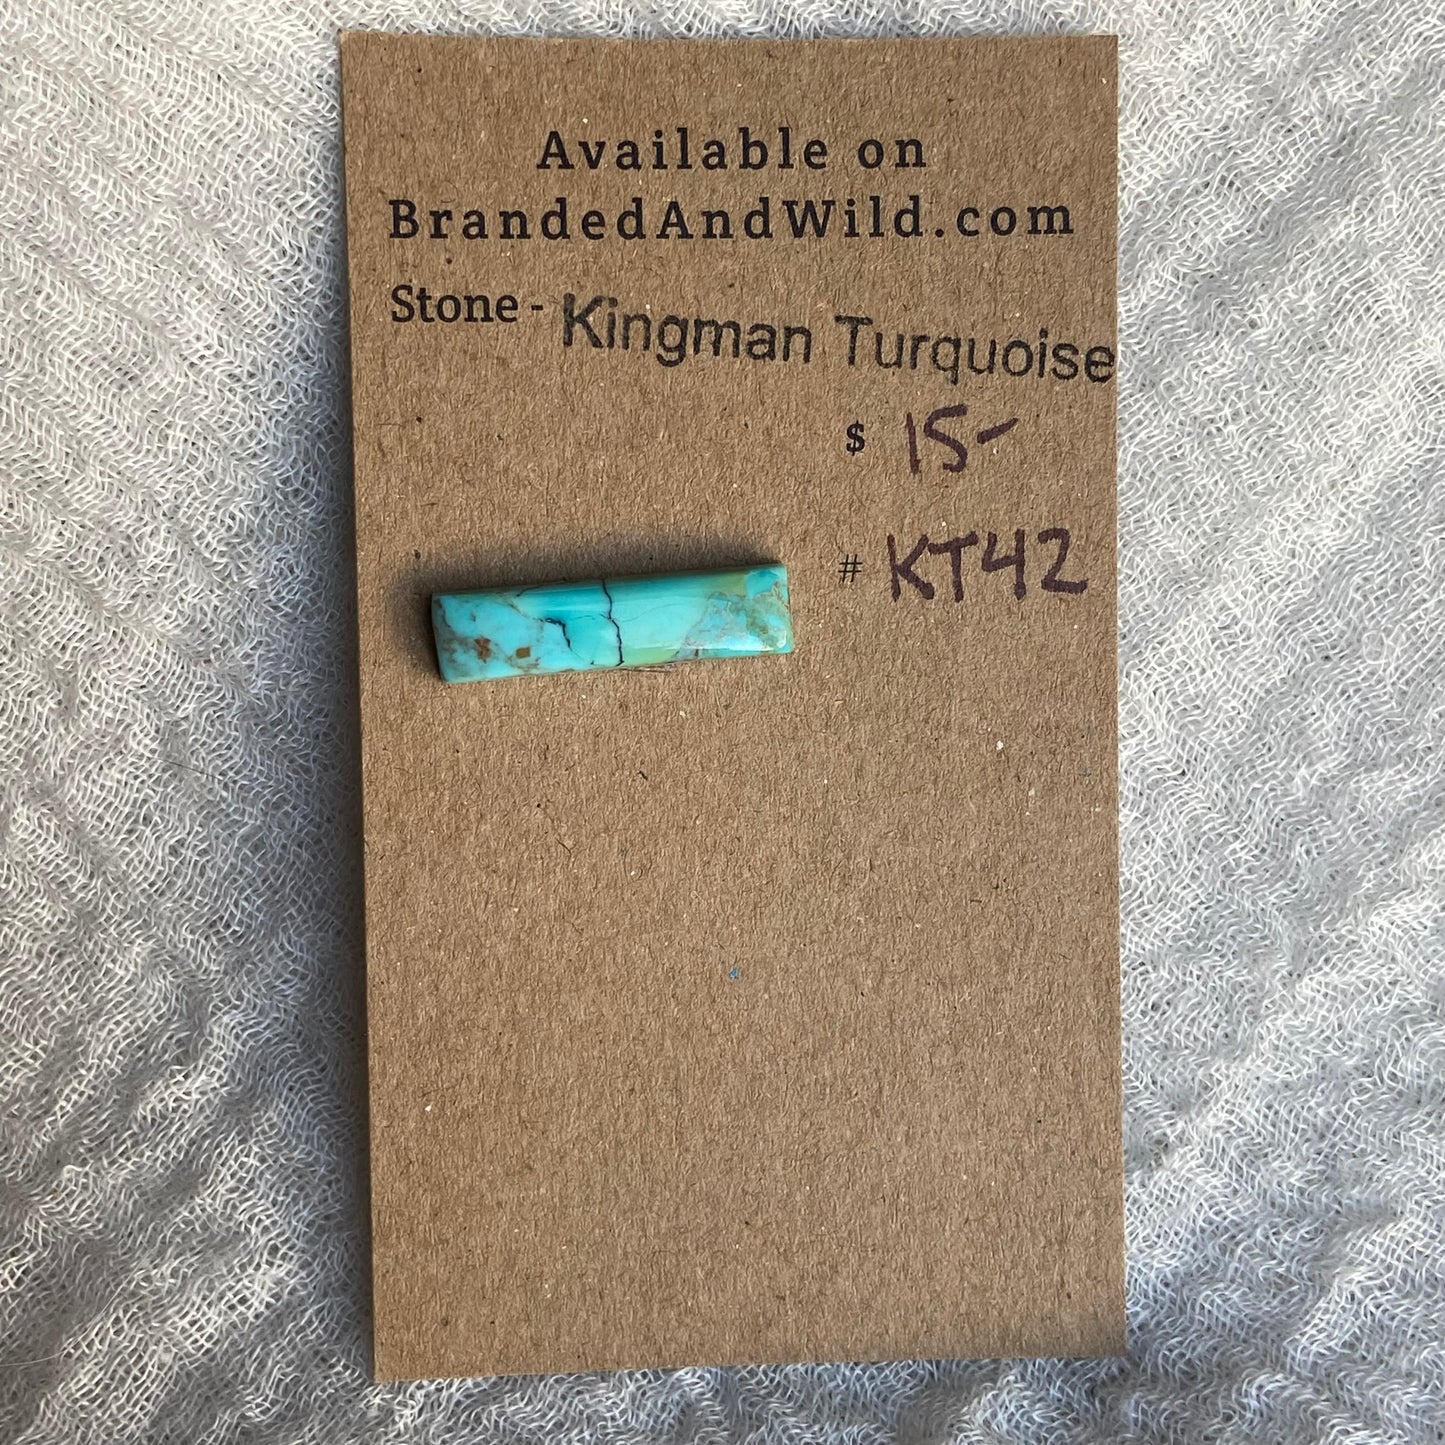 Available on
BrandedAndWild.com
Stone - Kingman Turquoise
$ 15-
# KT42